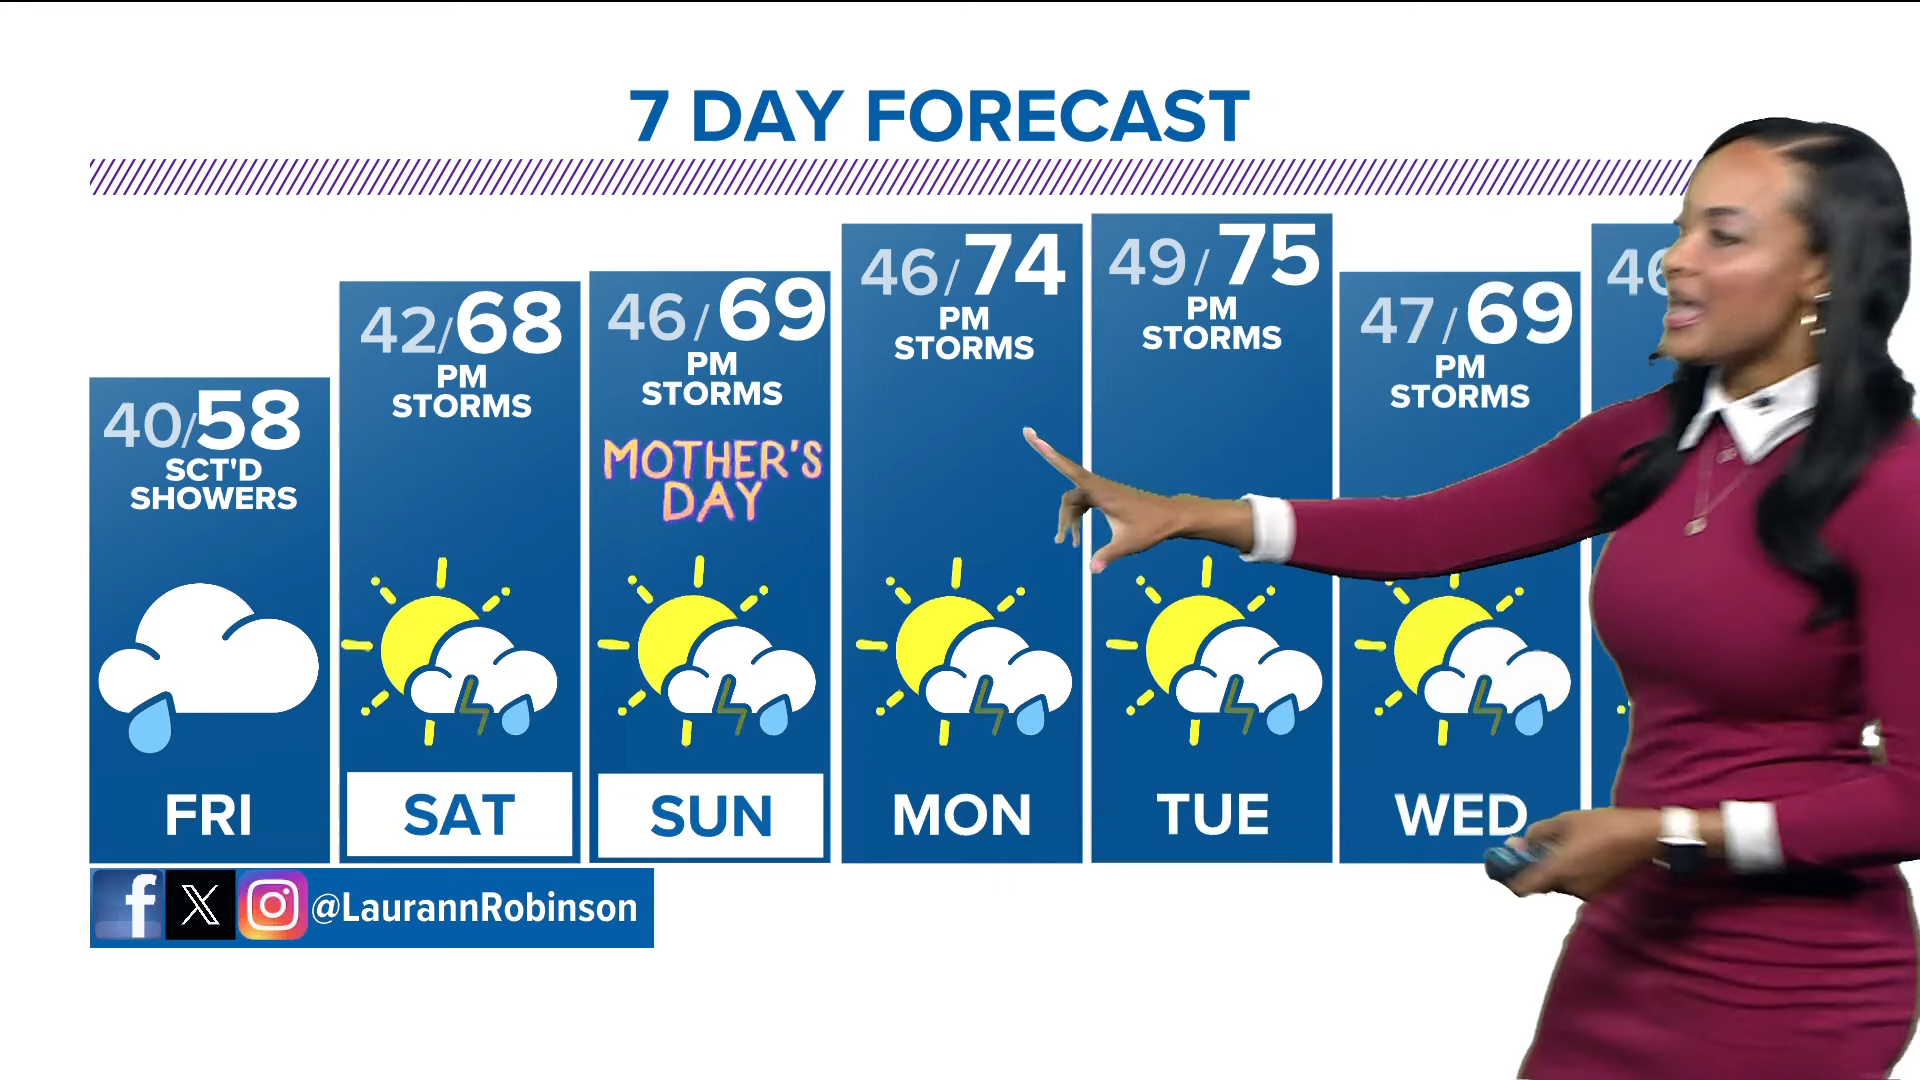 7 DAY FORECAST
40/58
SCT'D
SHOWERS
FRI
42/68
PM
STORMS
SAT
46/69
PM
STORMS
MOTHER'S
DAY
SUN
46/74
PM
STORMS
MON
49/75
PM
STORMS
TUE
47/69
PM
STORMS
WED
46
@LaurannRobinson